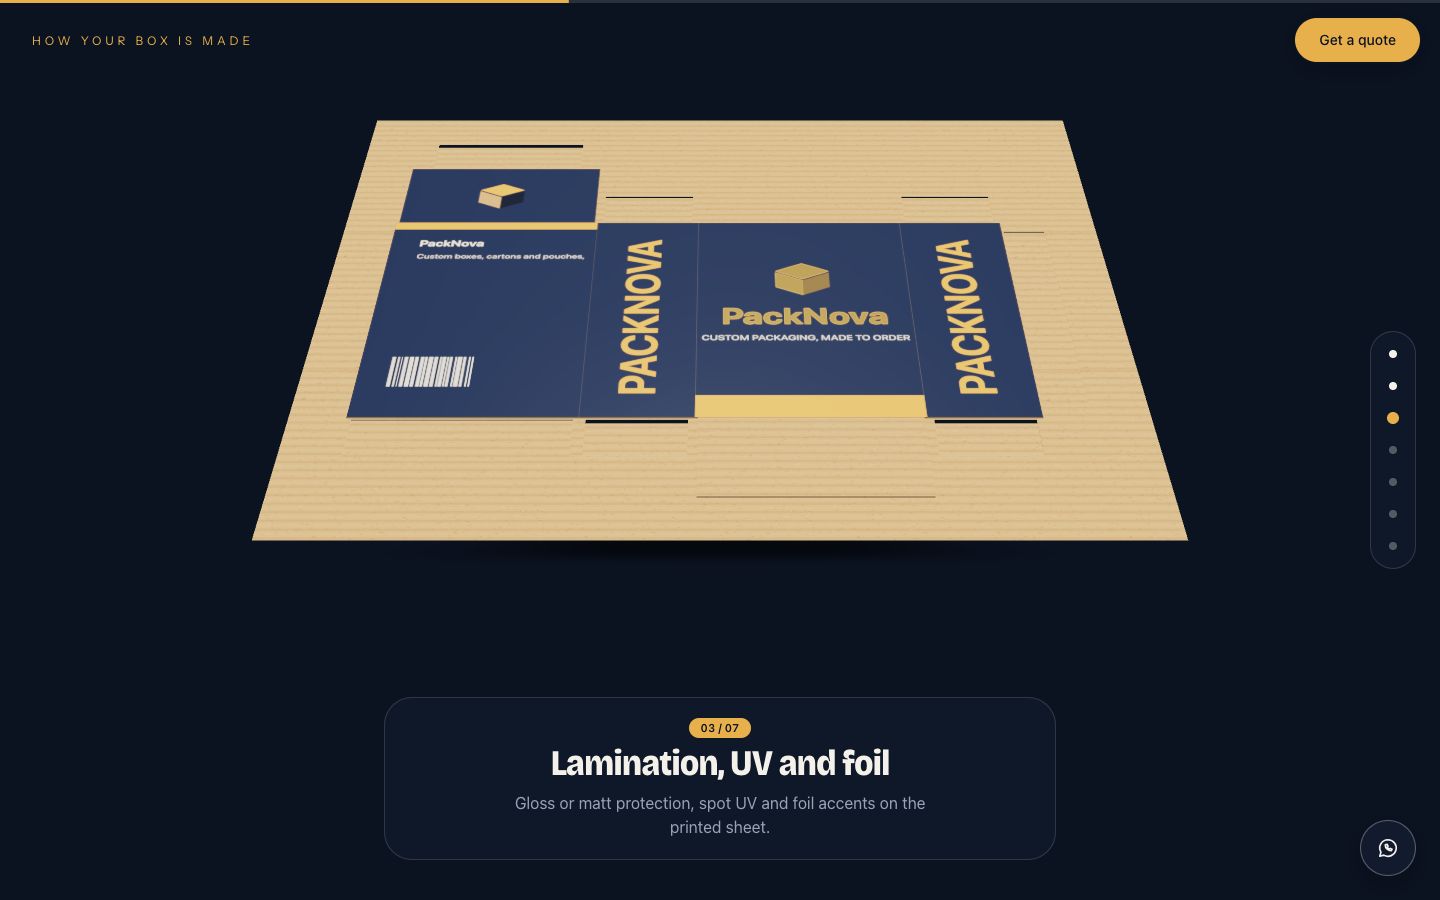 HOW YOUR BOX IS MADE
Get a quote
PackNova
Custom boxes, cartons and pouches,
PACKNOVA
PackNova
CUSTOM PACKAGING, MADE TO ORDER
PACKNOVA
03 / 07
Lamination, UV and foil
Gloss or matt protection, spot UV and foil accents on the
printed sheet.